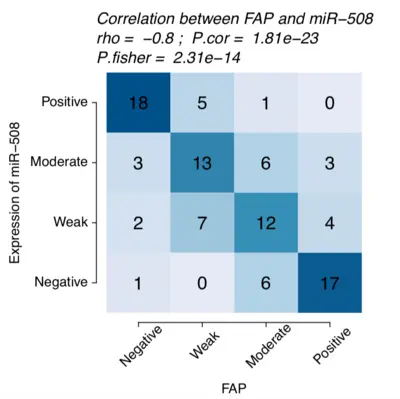 Correlation between FAP and miR−508
rho = −0.8 ; P.cor = 1.81e−23
P.fisher = 2.31e−14
Expression of miR−508
Positive 18 5 1 0
Moderate 3 13 6 3
Weak 2 7 12 4
Negative 1 0 6 17
Negative Weak Moderate Positive
FAP